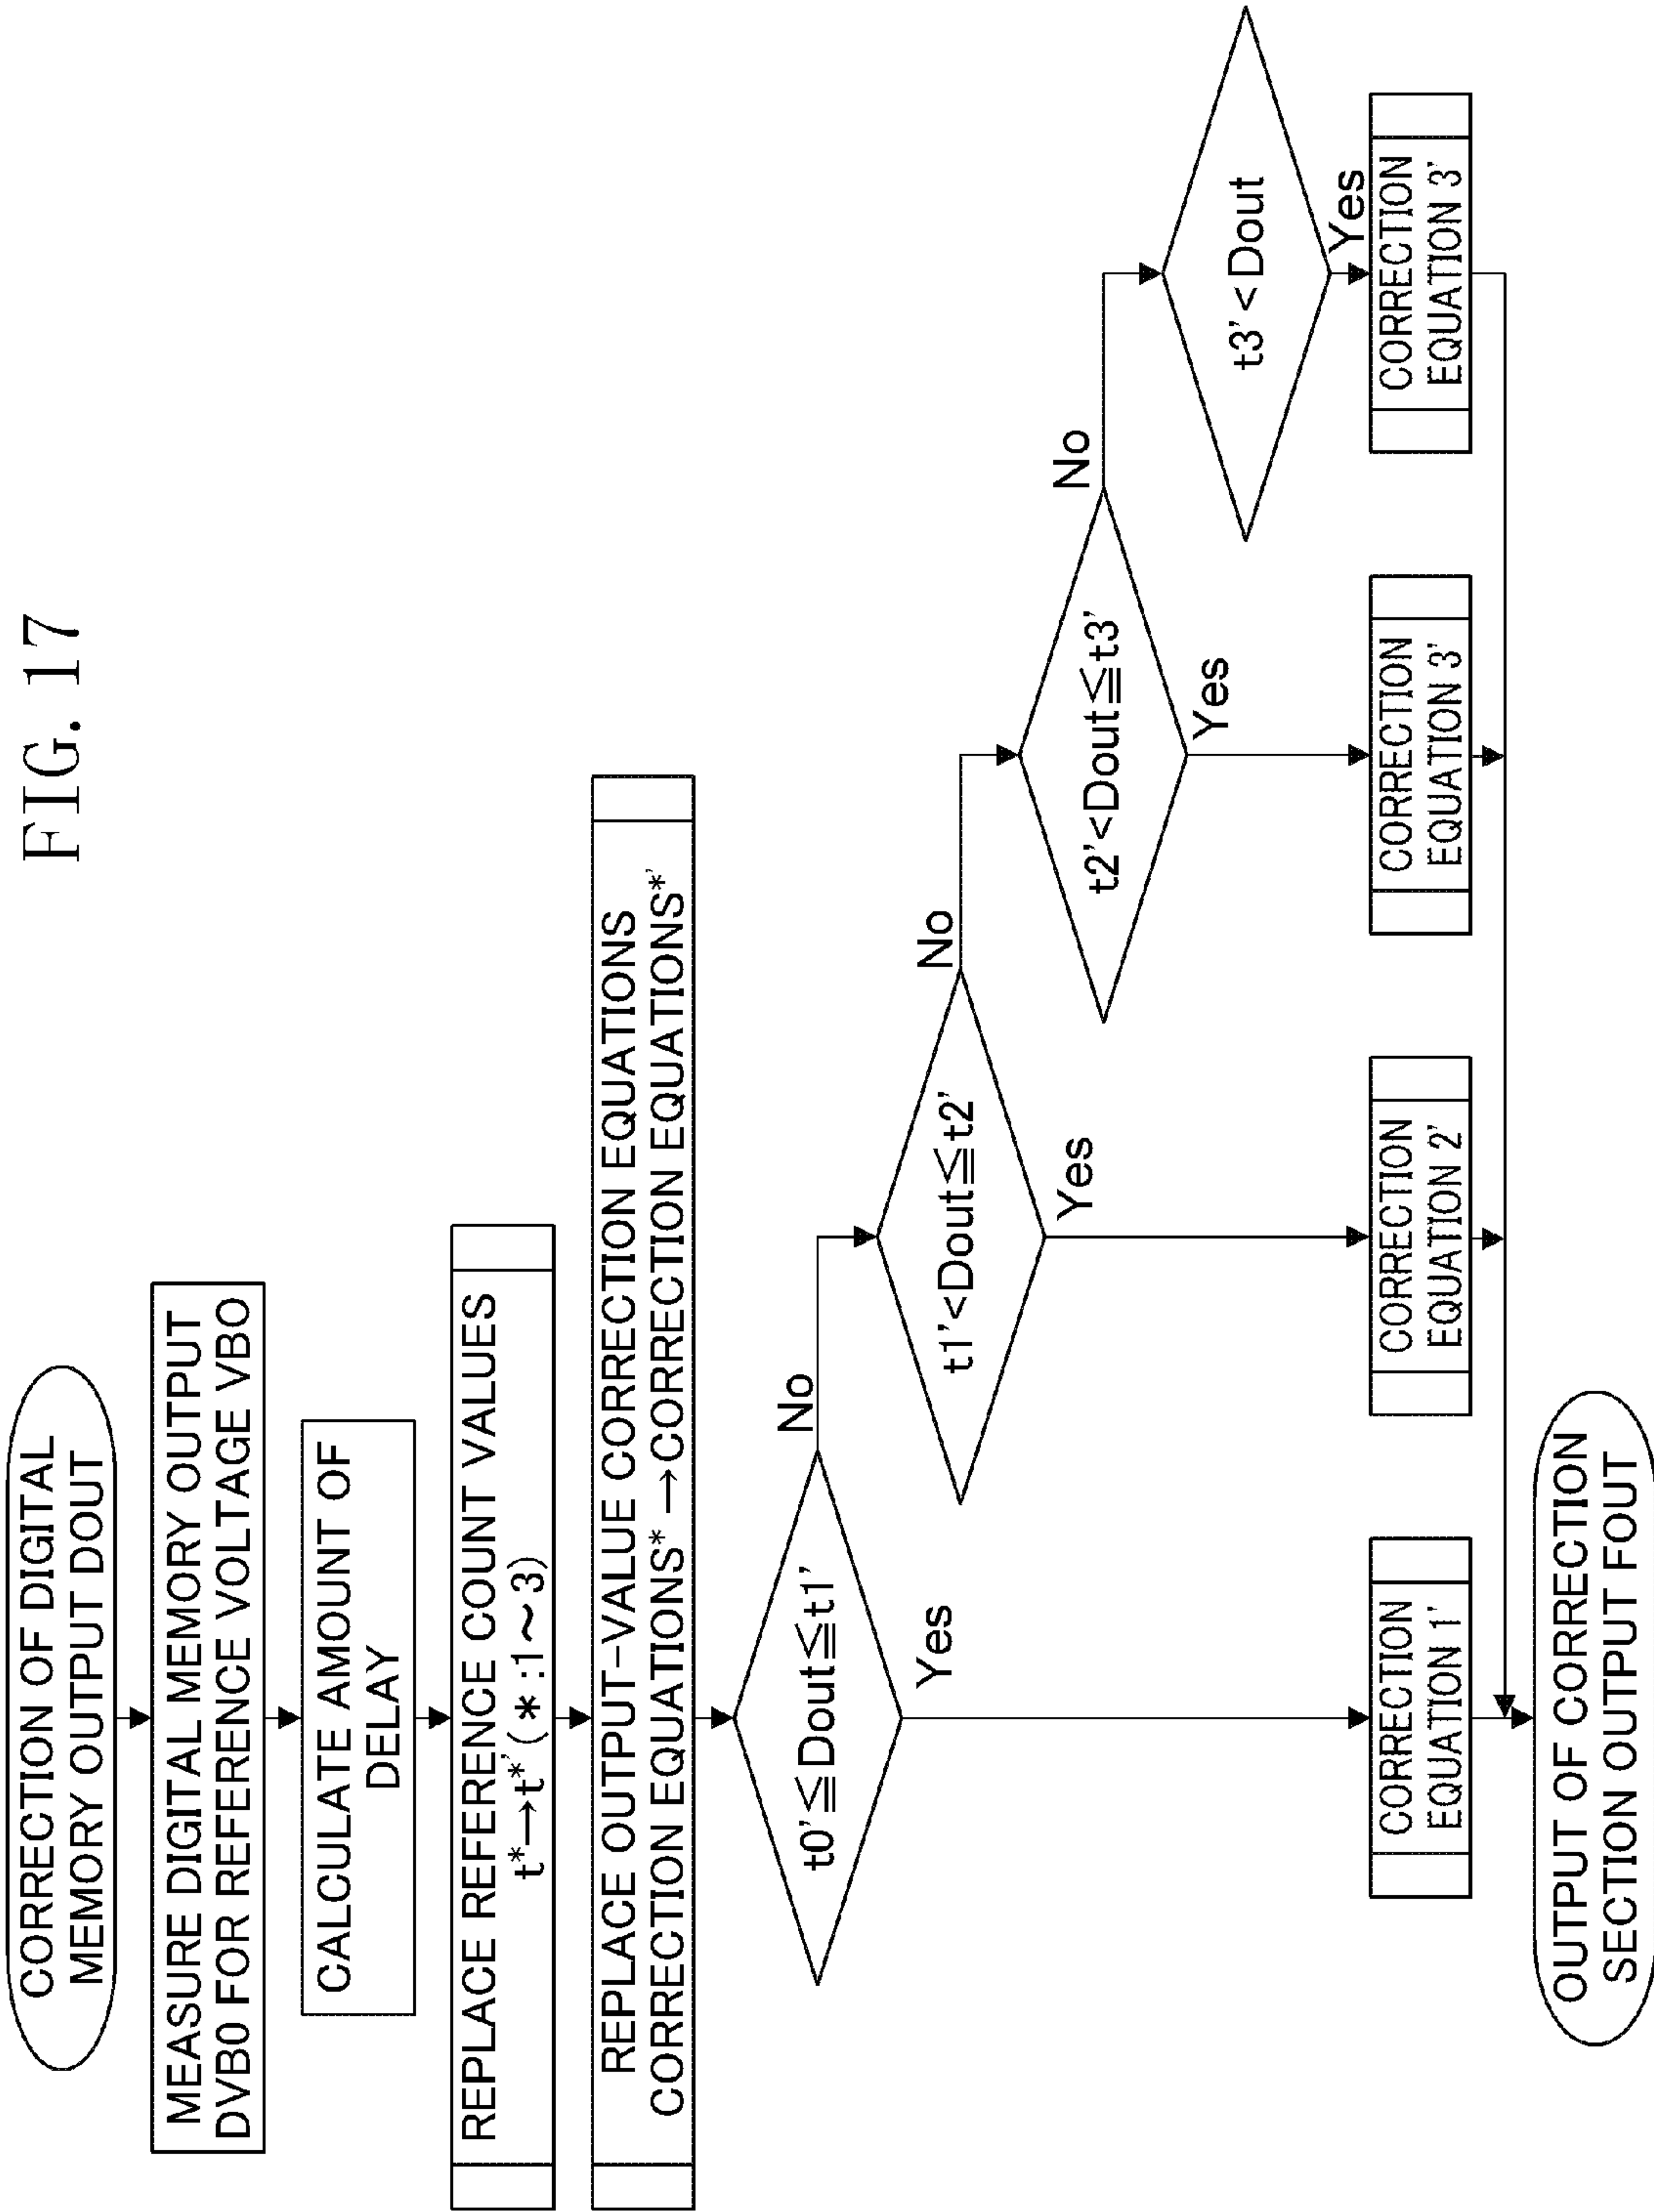 FIG. 17
CORRECTION OF DIGITAL
MEMORY OUTPUT DOUT
MEASURE DIGITAL MEMORY OUTPUT
DVB0 FOR REFERENCE VOLTAGE VBO
CALCULATE AMOUNT OF
DELAY
REPLACE REFERENCE COUNT VALUES
t*→t*' (*:1~3)
REPLACE OUTPUT-VALUE CORRECTION EQUATIONS
CORRECTION EQUATIONS* →CORRECTION EQUATIONS*'
t0'≦Dout≦t1'
No
Yes
t1'<Dout≦t2'
No
Yes
t2'<Dout≦t3'
No
Yes
t3'<Dout
Yes
CORRECTION
EQUATION 1'
CORRECTION
EQUATION 2'
CORRECTION
EQUATION 3'
CORRECTION
EQUATION 3'
OUTPUT OF CORRECTION
SECTION OUTPUT FOUT